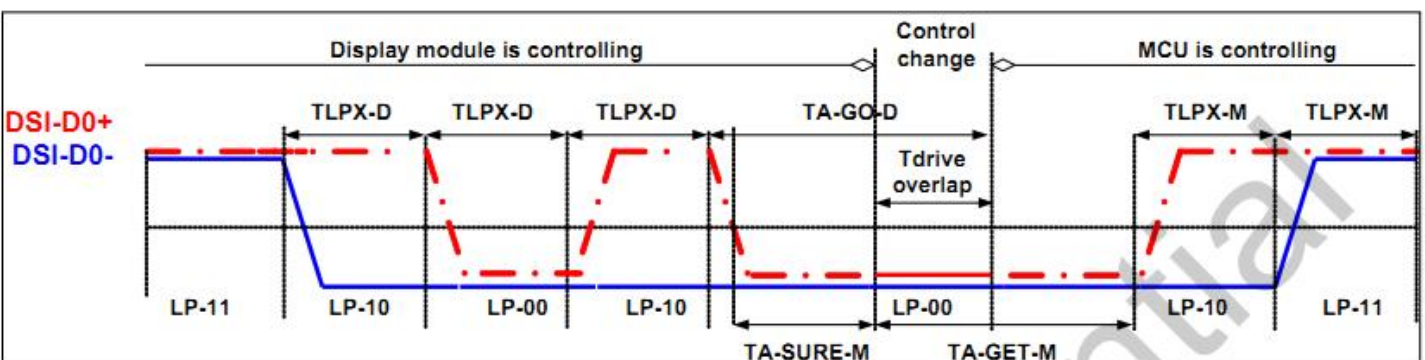 Display module is controlling
Control
change
MCU is controlling
DSI-D0+
DSI-D0-
TLPX-D
TLPX-D
TLPX-D
TA-GO-D
TLPX-M
TLPX-M
Tdrive
overlap
LP-11
LP-10
LP-00
LP-10
LP-00
LP-10
LP-11
TA-SURE-M
TA-GET-M
ntial